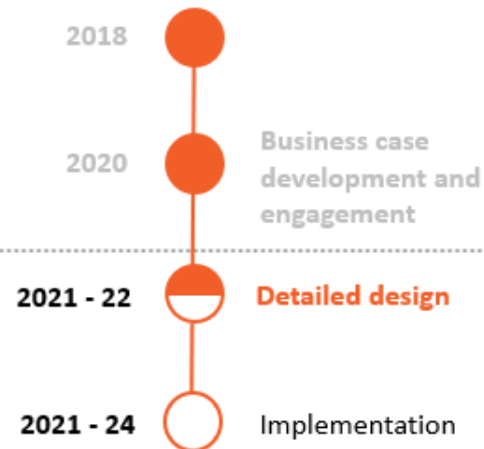 2018
2020
Business case
development and
engagement
2021 - 22
Detailed design
2021 - 24
Implementation